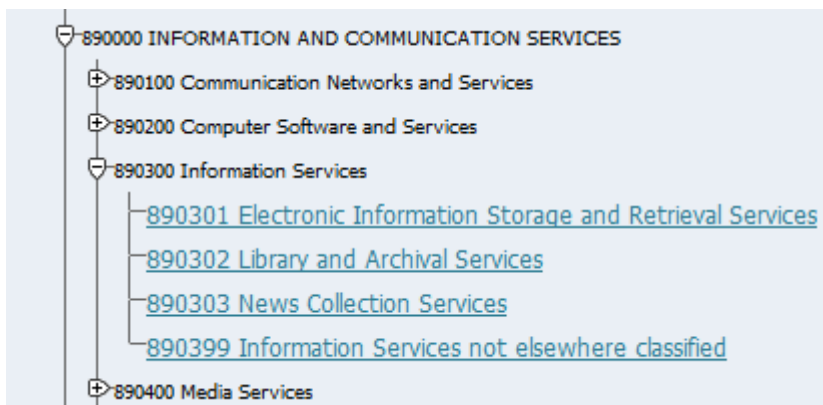 890000 INFORMATION AND COMMUNICATION SERVICES
890100 Communication Networks and Services
890200 Computer Software and Services
890300 Information Services
890301 Electronic Information Storage and Retrieval Services
890302 Library and Archival Services
890303 News Collection Services
890399 Information Services not elsewhere classified
890400 Media Services